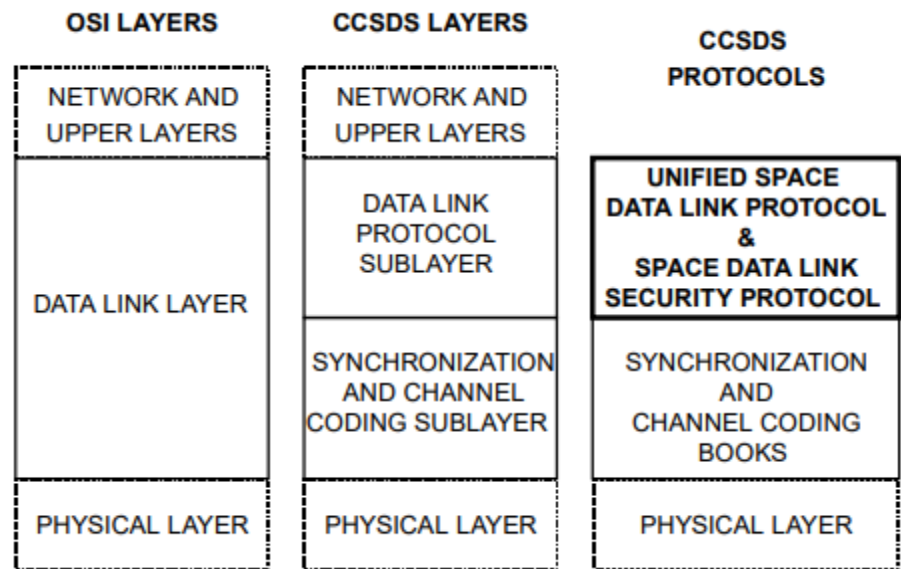 OSI LAYERS
NETWORK AND
UPPER LAYERS
DATA LINK LAYER
PHYSICAL LAYER
CCSDS LAYERS
NETWORK AND
UPPER LAYERS
DATA LINK
PROTOCOL
SUBLAYER
SYNCHRONIZATION
AND CHANNEL
CODING SUBLAYER
PHYSICAL LAYER
CCSDS
PROTOCOLS
UNIFIED SPACE
DATA LINK PROTOCOL
&
SPACE DATA LINK
SECURITY PROTOCOL
SYNCHRONIZATION
AND
CHANNEL CODING
BOOKS
PHYSICAL LAYER